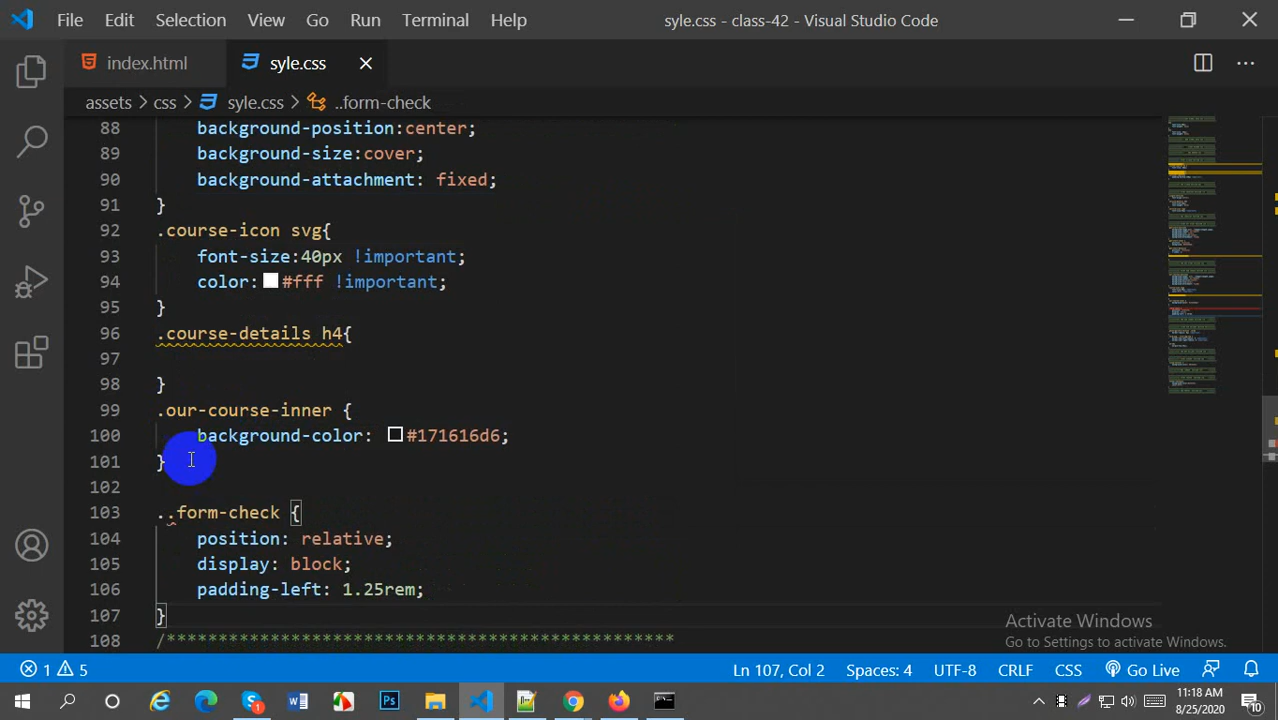 File Edit Selection View Go Run Terminal Help syle.css - class-42 - Visual Studio Code
index.html syle.css
assets > css > syle.css > ..form-check
88 background-position:center;
89 background-size:cover;
90 background-attachment: fixed;
91 }
92 .course-icon svg{
93 font-size:40px !important;
94 color: #fff !important;
95 }
96 .course-details h4{
97
98 }
99 .our-course-inner {
100 background-color: #171616d6;
101 }
102
103 ..form-check {
104 position: relative;
105 display: block;
106 padding-left: 1.25rem;
107 }
108 /*************************************************
Activate Windows
Go to Settings to activate Windows.
1 5 Ln 107, Col 2 Spaces: 4 UTF-8 CRLF CSS Go Live
11:18 AM
8/25/2020